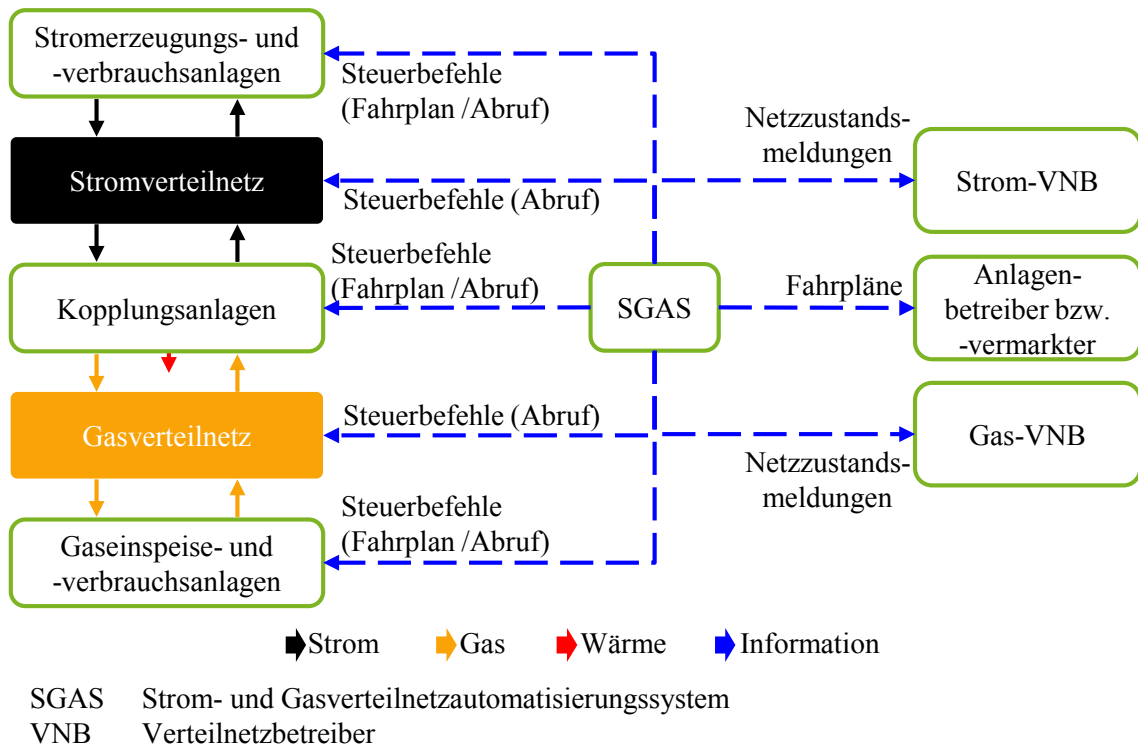 Stromerzeugungs- und
-verbrauchsanlagen
Steuerbefehle
(Fahrplan /Abruf)
Netzzustands-
meldungen
Stromverteilnetz
Steuerbefehle (Abruf)
Strom-VNB
Steuerbefehle
(Fahrplan /Abruf)
Kopplungsanlagen
SGAS
Fahrpläne
Anlagen-
betreiber bzw.
-vermarkter
Gasverteilnetz
Steuerbefehle (Abruf)
Gas-VNB
Netzzustands-
meldungen
Steuerbefehle
(Fahrplan /Abruf)
Gaseinspeise- und
-verbrauchsanlagen
Strom Gas Wärme Information
SGAS Strom- und Gasverteilnetzautomatisierungssystem
VNB Verteilnetzbetreiber